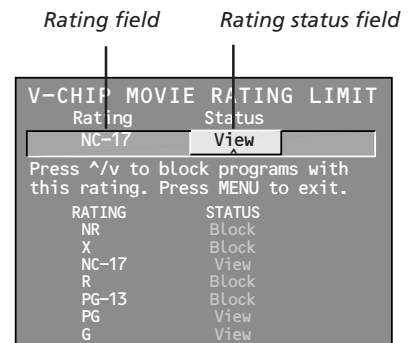 Rating field Rating status field
V-CHIP MOVIE RATING LIMIT
Rating Status
NC-17 View
^
Press ^/v to block programs with
this rating. Press MENU to exit.
RATING STATUS
NR Block
X Block
NC-17 View
R Block
PG-13 Block
PG View
G View